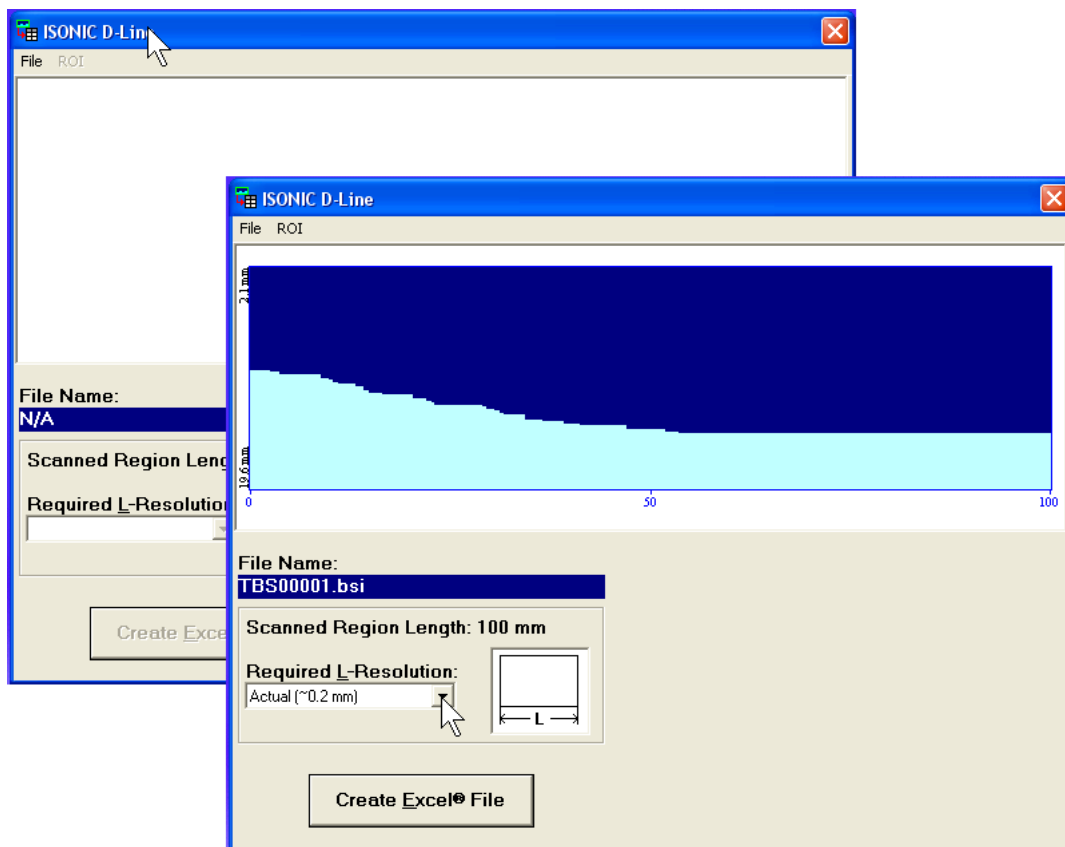 ISONIC D-Line
File ROI
File Name:
N/A
Scanned Region Leng
Required L-Resolution
Create Exce
ISONIC D-Line
File ROI
2.1 mm
19.6 mm
0 50 100
File Name:
TBS00001.bsi
Scanned Region Length: 100 mm
Required L-Resolution:
Actual (~0.2 mm)
L
Create Excel® File